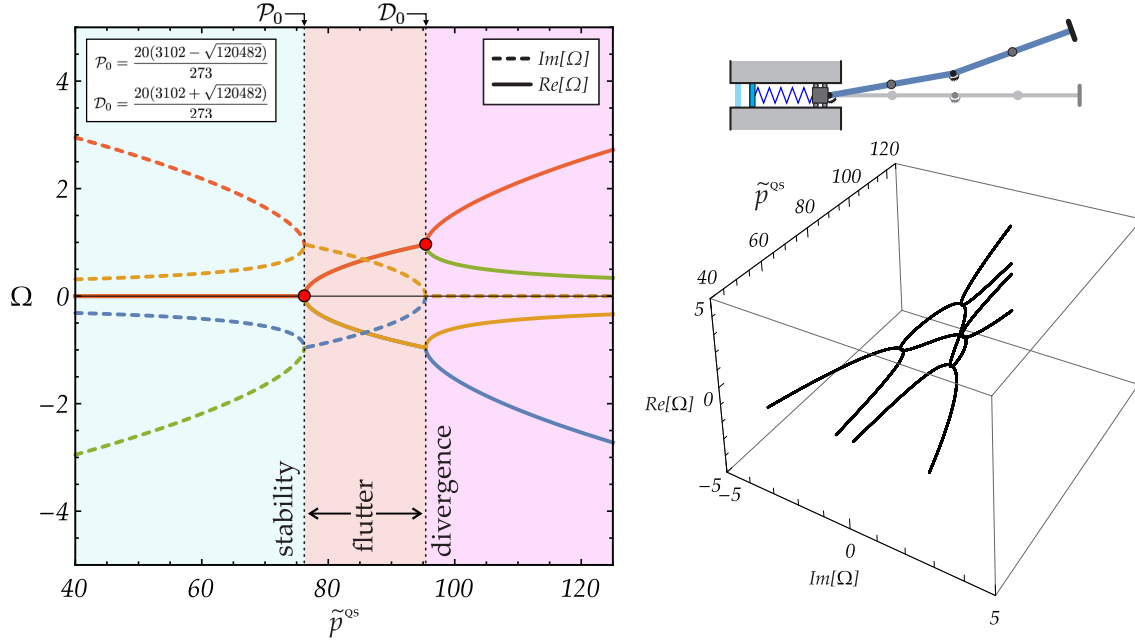 𝒫₀ 𝒟₀
𝒫₀ = 20(3102 − √120482) / 273
𝒟₀ = 20(3102 + √120482) / 273
Im[Ω]
Re[Ω]
4
2
0
−2
−4
Ω
stability
flutter
divergence
40 60 80 100 120
p̃^QS
120
100
80
60
40
p̃^QS
5
0
−5
Re[Ω]
−5
0
5
Im[Ω]